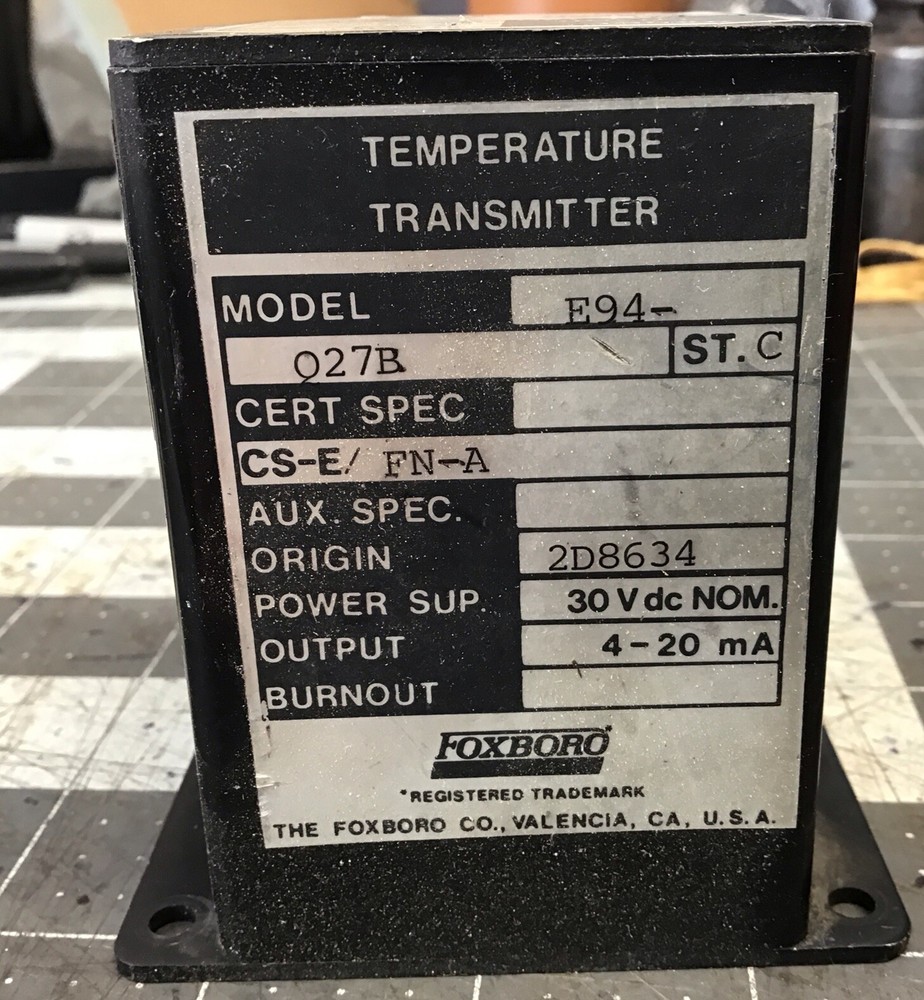 TEMPERATURE
TRANSMITTER
MODEL E94-
Q27B ST. C
CERT SPEC
CS-E/ FN-A
AUX. SPEC.
ORIGIN 2D8634
POWER SUP. 30 V dc NOM.
OUTPUT 4-20 mA
BURNOUT
FOXBORO*
*REGISTERED TRADEMARK
THE FOXBORO CO., VALENCIA, CA, U.S.A.